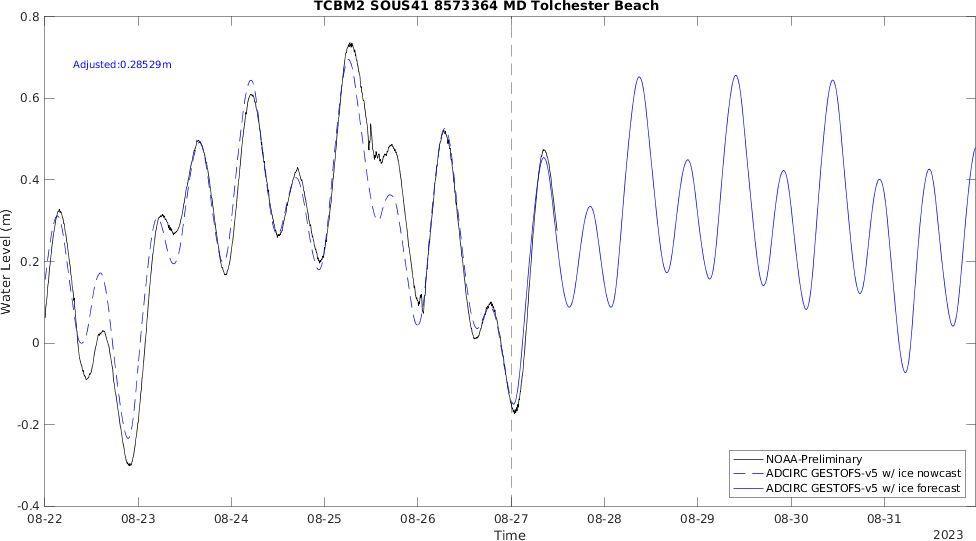 TCBM2 SOUS41 8573364 MD Tolchester Beach
Adjusted:0.28529m
Water Level (m)
0.8
0.6
0.4
0.2
0
-0.2
-0.4
NOAA-Preliminary
ADCIRC GESTOFS-v5 w/ ice nowcast
ADCIRC GESTOFS-v5 w/ ice forecast
08-22 08-23 08-24 08-25 08-26 08-27 08-28 08-29 08-30 08-31
Time
2023